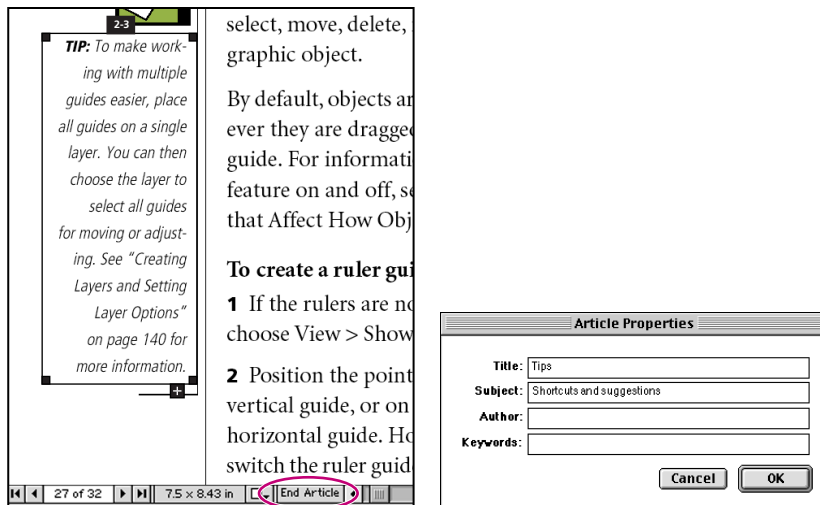 2-3
TIP: To make work-
ing with multiple
guides easier, place
all guides on a single
layer. You can then
choose the layer to
select all guides
for moving or adjust-
ing. See “Creating
Layers and Setting
Layer Options”
on page 140 for
more information.
select, move, delete,
graphic object.
By default, objects ar
ever they are dragged
guide. For informati
feature on and off, se
that Affect How Obj
To create a ruler gui
1 If the rulers are no
choose View > Show
2 Position the point
vertical guide, or on
horizontal guide. Ho
switch the ruler guid
27 of 32 7.5 x 8.43 in End Article
Article Properties
Title: Tips
Subject: Shortcuts and suggestions
Author:
Keywords:
Cancel OK